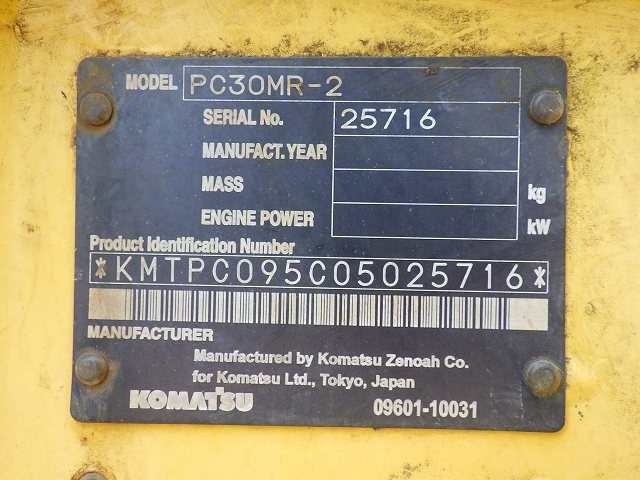 MODEL PC30MR-2
SERIAL No. 25716
MANUFACT.YEAR
MASS kg
ENGINE POWER kW
Product Identification Number
*KMTPC095C05025716*
MANUFACTURER
Manufactured by Komatsu Zenoah Co.
for Komatsu Ltd., Tokyo, Japan
KOMATSU 09601-10031